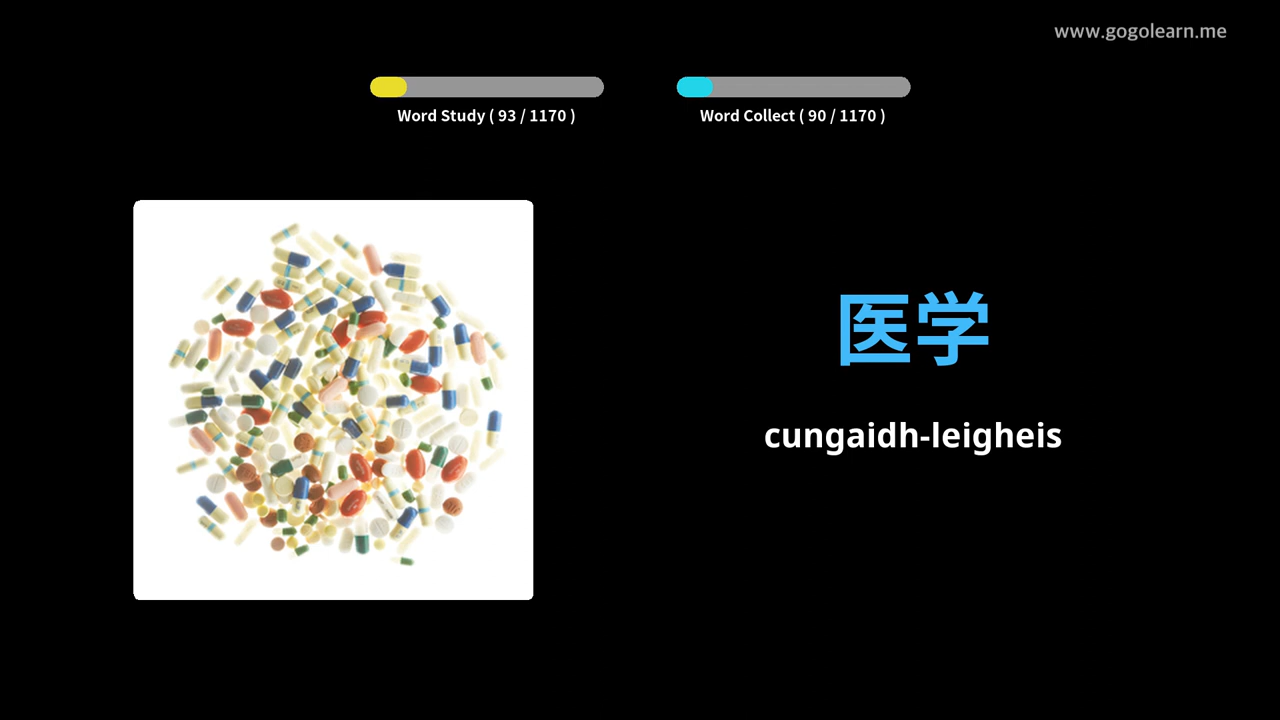 www.gogolearn.me
Word Study ( 93 / 1170 )
Word Collect ( 90 / 1170 )
医学
cungaidh-leigheis